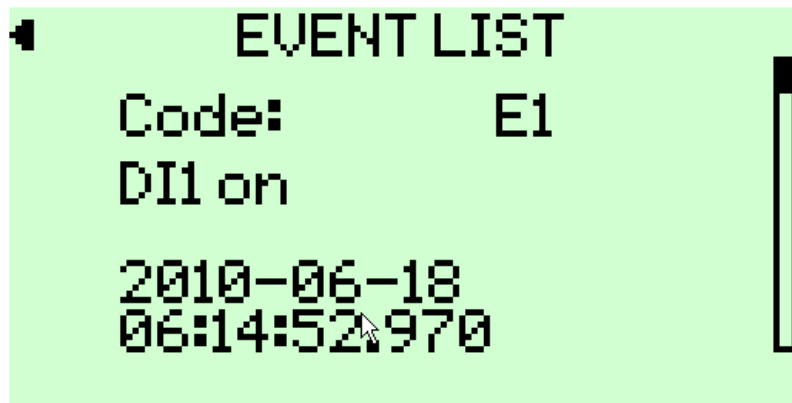 EVENT LIST
Code: E1
DI1 on
2010-06-18
06:14:52.970